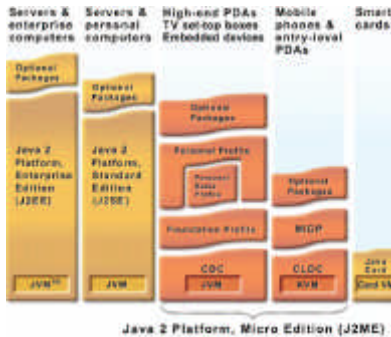 Servers &
enterprise
computers
Optional
Packages
Java 2
Platform,
Enterprise
Edition
(J2EE)
JVM
Servers &
personal
computers
Optional
Packages
Java 2
Platform,
Standard
Edition
(J2SE)
JVM
High-end PDAs
TV set-top boxes
Embedded devices
Optional
Packages
Personal Profile
Personal
Basis
Profile
Foundation Profile
CDC
JVM
Mobile
phones &
entry-level
PDAs
Optional
Packages
MIDP
CLDC
KVM
Smart
cards
Java
Card
Card VM
Java 2 Platform, Micro Edition (J2ME)